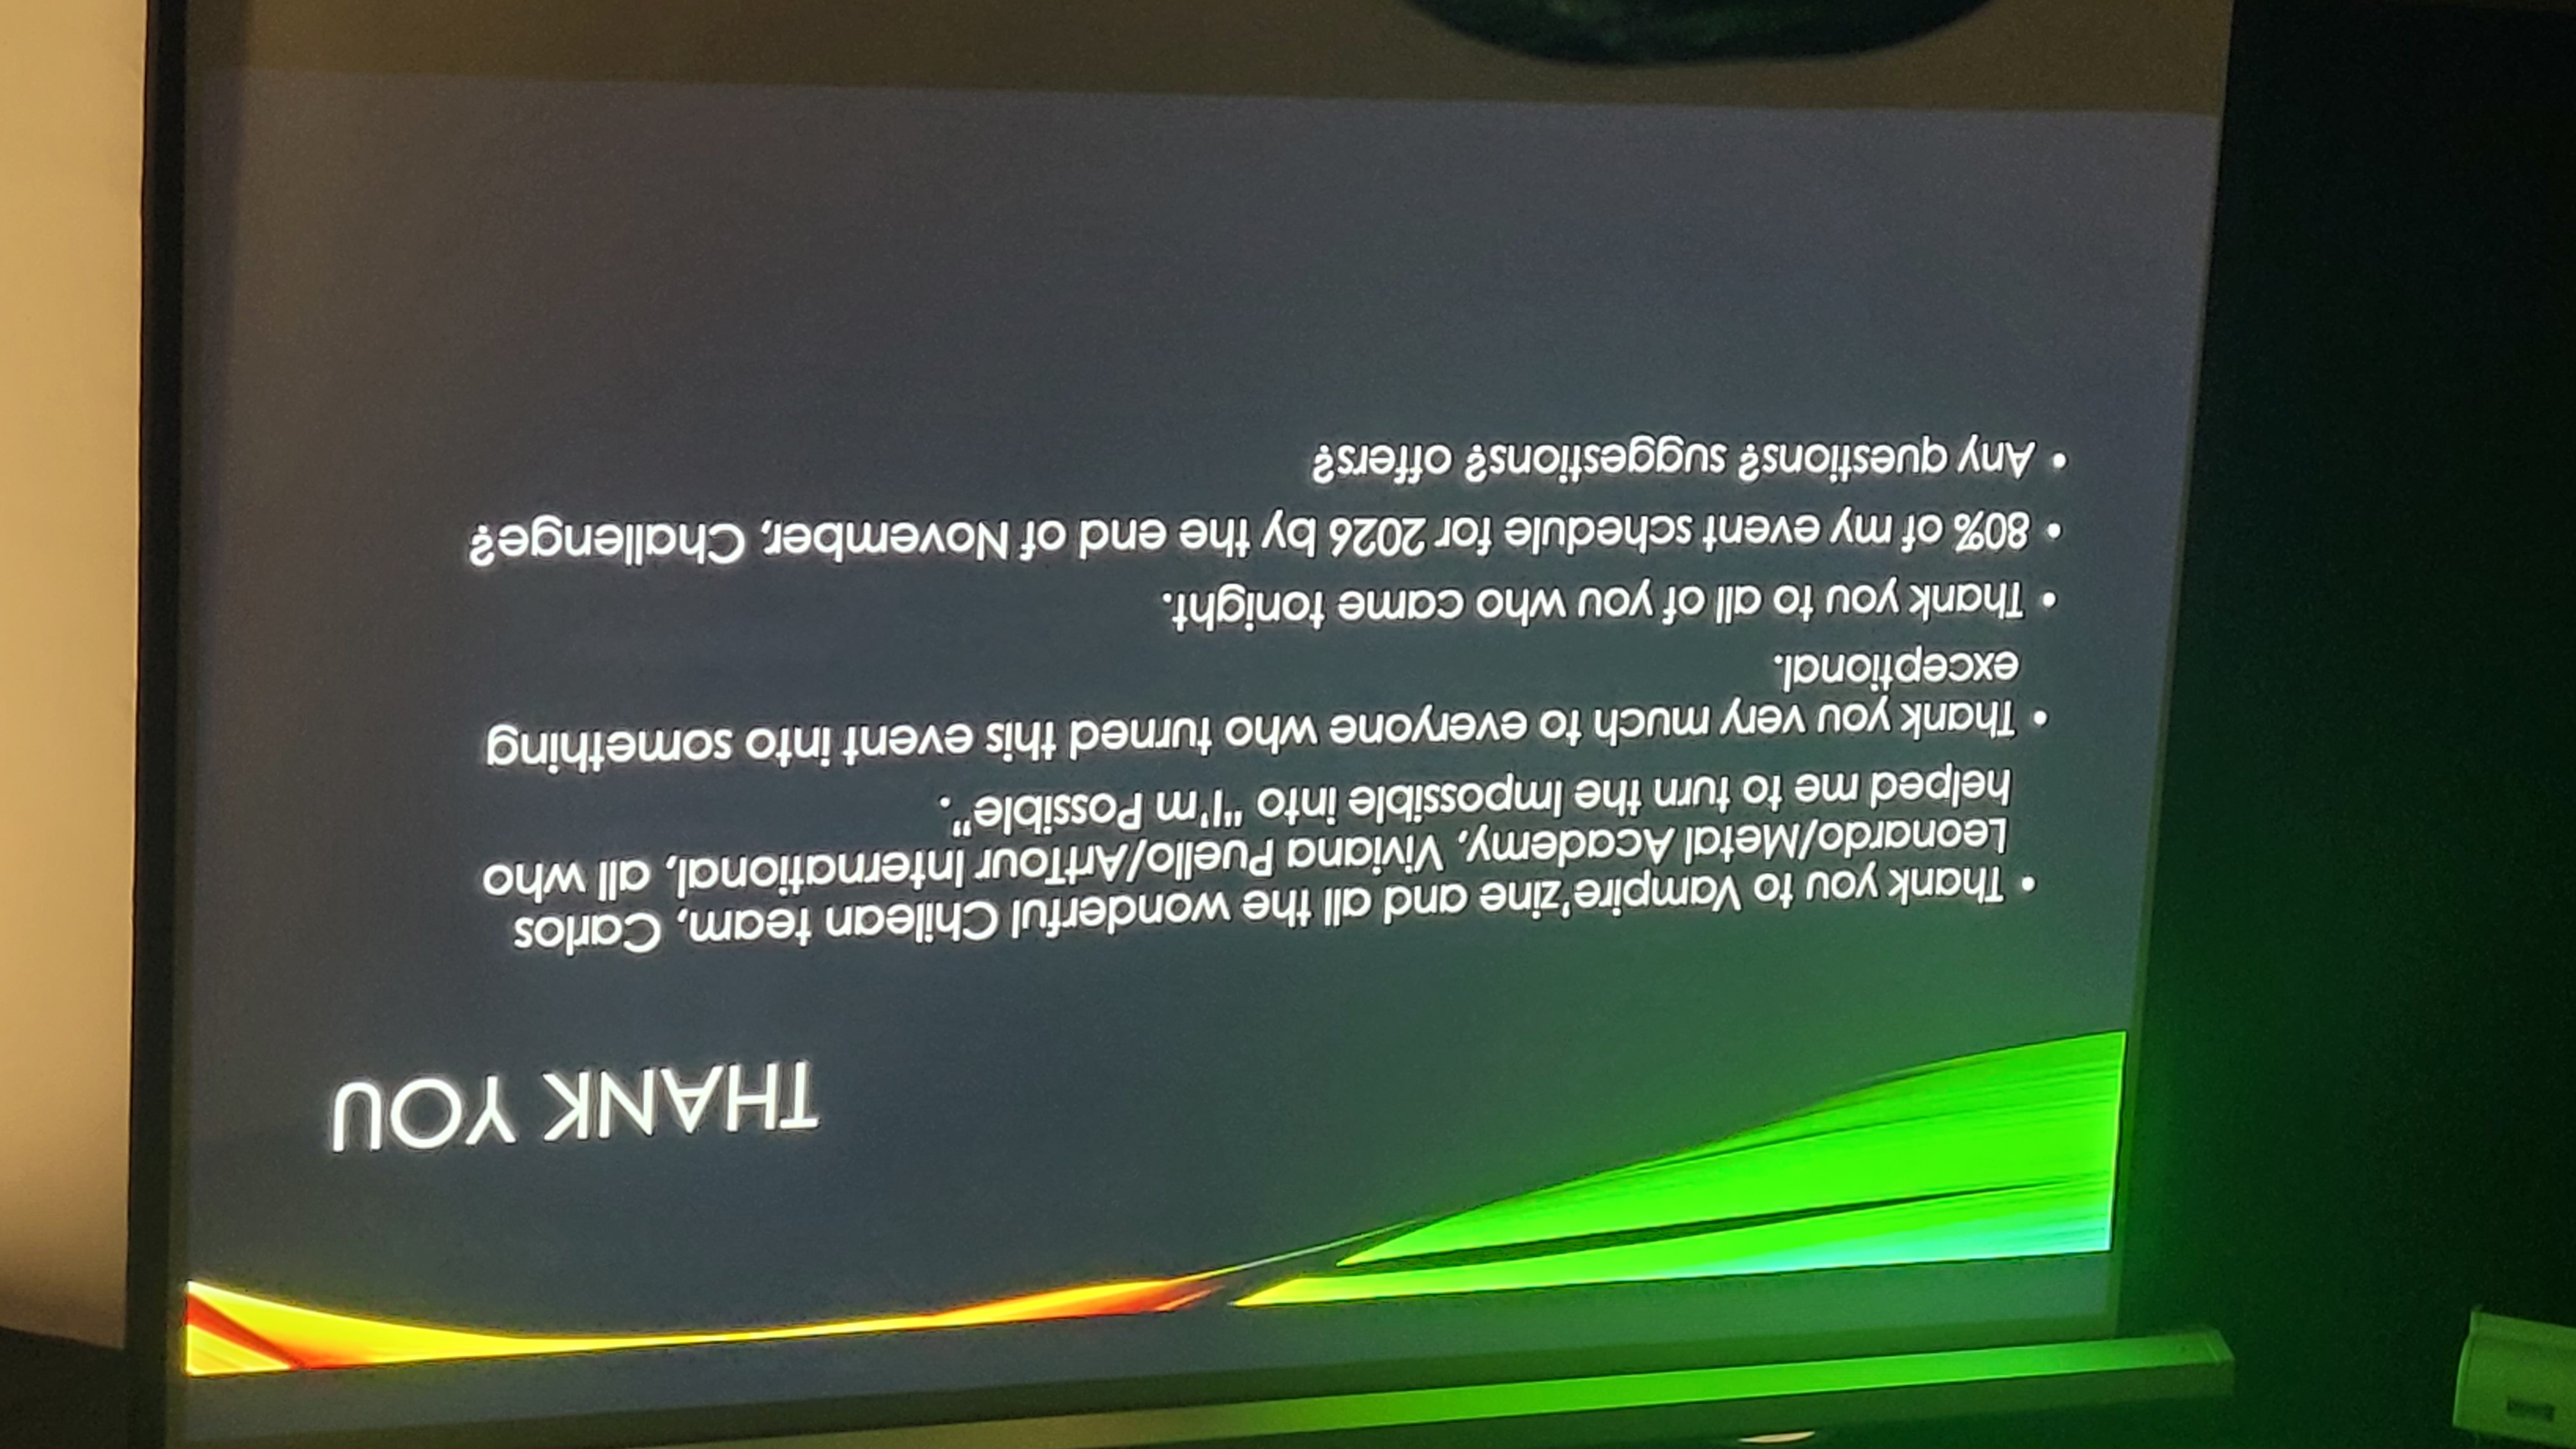 THANK YOU
• Thank you to Vampire'zine and all the wonderful Chilean team, Carlos
Leonardo/Metal Academy, Viviana Puello/ArtTour International, all who
helped me to turn the Impossible into “I'm Possible”.
• Thank you very much to everyone who turned this event into something
exceptional.
• Thank you to all of you who came tonight.
• 80% of my event schedule for 2026 by the end of November, Challenge?
• Any questions? suggestions? offers?